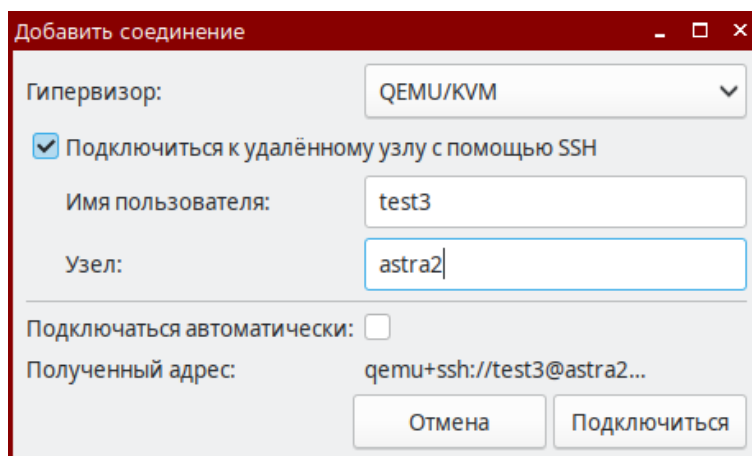 Добавить соединение
Гипервизор: QEMU/KVM
Подключиться к удалённому узлу с помощью SSH
Имя пользователя: test3
Узел: astra2
Подключаться автоматически:
Полученный адрес: qemu+ssh://test3@astra2...
Отмена Подключиться